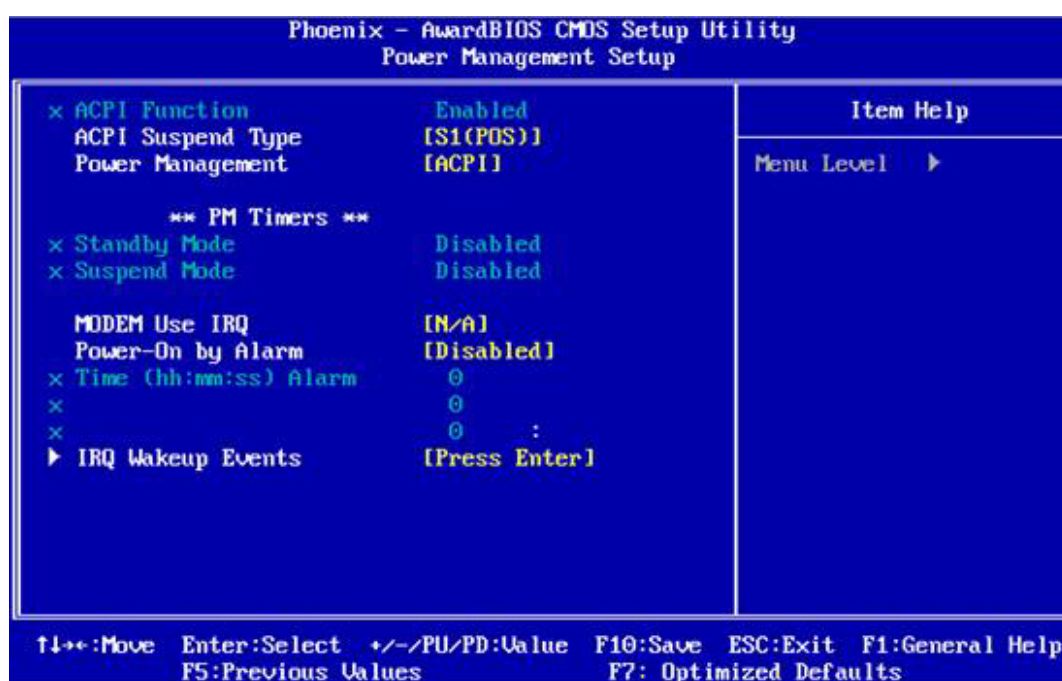 Phoenix - AwardBIOS CMOS Setup Utility
Power Management Setup
x ACPI Function Enabled
ACPI Suspend Type [S1(POS)]
Power Management [ACPI]
** PM Timers **
x Standby Mode Disabled
x Suspend Mode Disabled
MODEM Use IRQ [N/A]
Power-On by Alarm [Disabled]
x Time (hh:mm:ss) Alarm 0
x 0
x 0 :
▶ IRQ Wakeup Events [Press Enter]
Item Help
Menu Level ▶
↑↓→←:Move Enter:Select +/-/PU/PD:Value F10:Save ESC:Exit F1:General Help
F5:Previous Values F7: Optimized Defaults